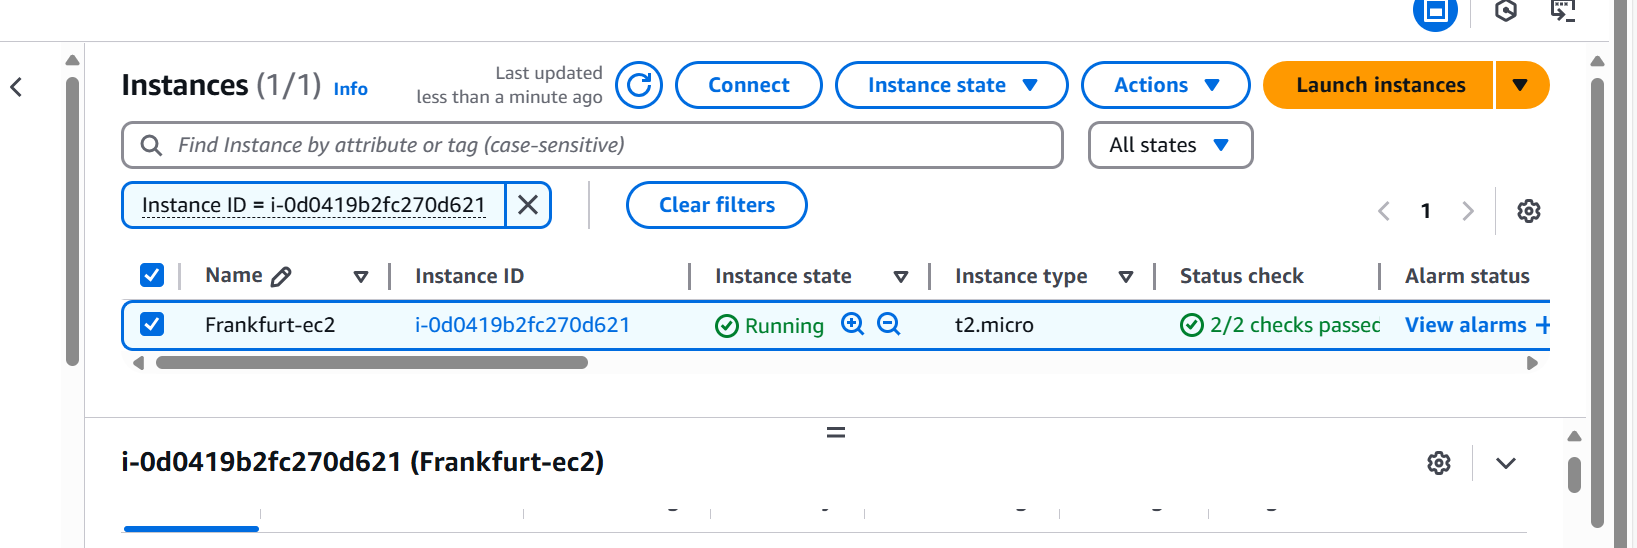 Instances (1/1) Info
Last updated
less than a minute ago
Connect
Instance state
Actions
Launch instances
Find Instance by attribute or tag (case-sensitive)
All states
Instance ID = i-0d0419b2fc270d621
Clear filters
1
Name Instance ID Instance state Instance type Status check Alarm status
Frankfurt-ec2 i-0d0419b2fc270d621 Running t2.micro 2/2 checks passed View alarms +
i-0d0419b2fc270d621 (Frankfurt-ec2)